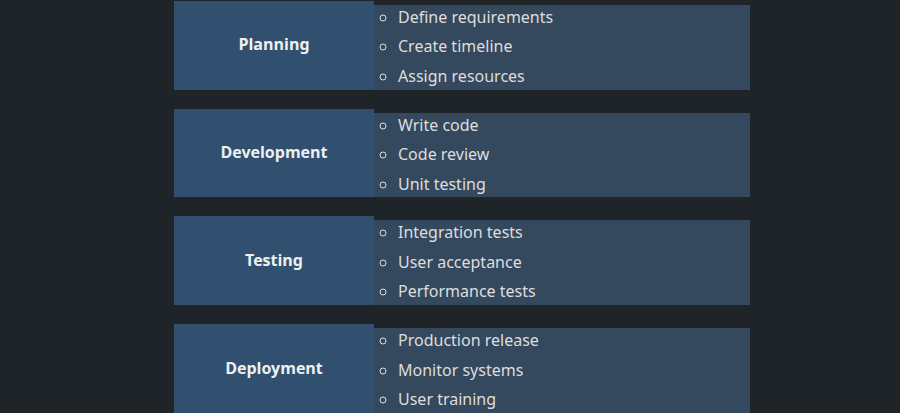 Planning
Define requirements
Create timeline
Assign resources
Development
Write code
Code review
Unit testing
Testing
Integration tests
User acceptance
Performance tests
Deployment
Production release
Monitor systems
User training